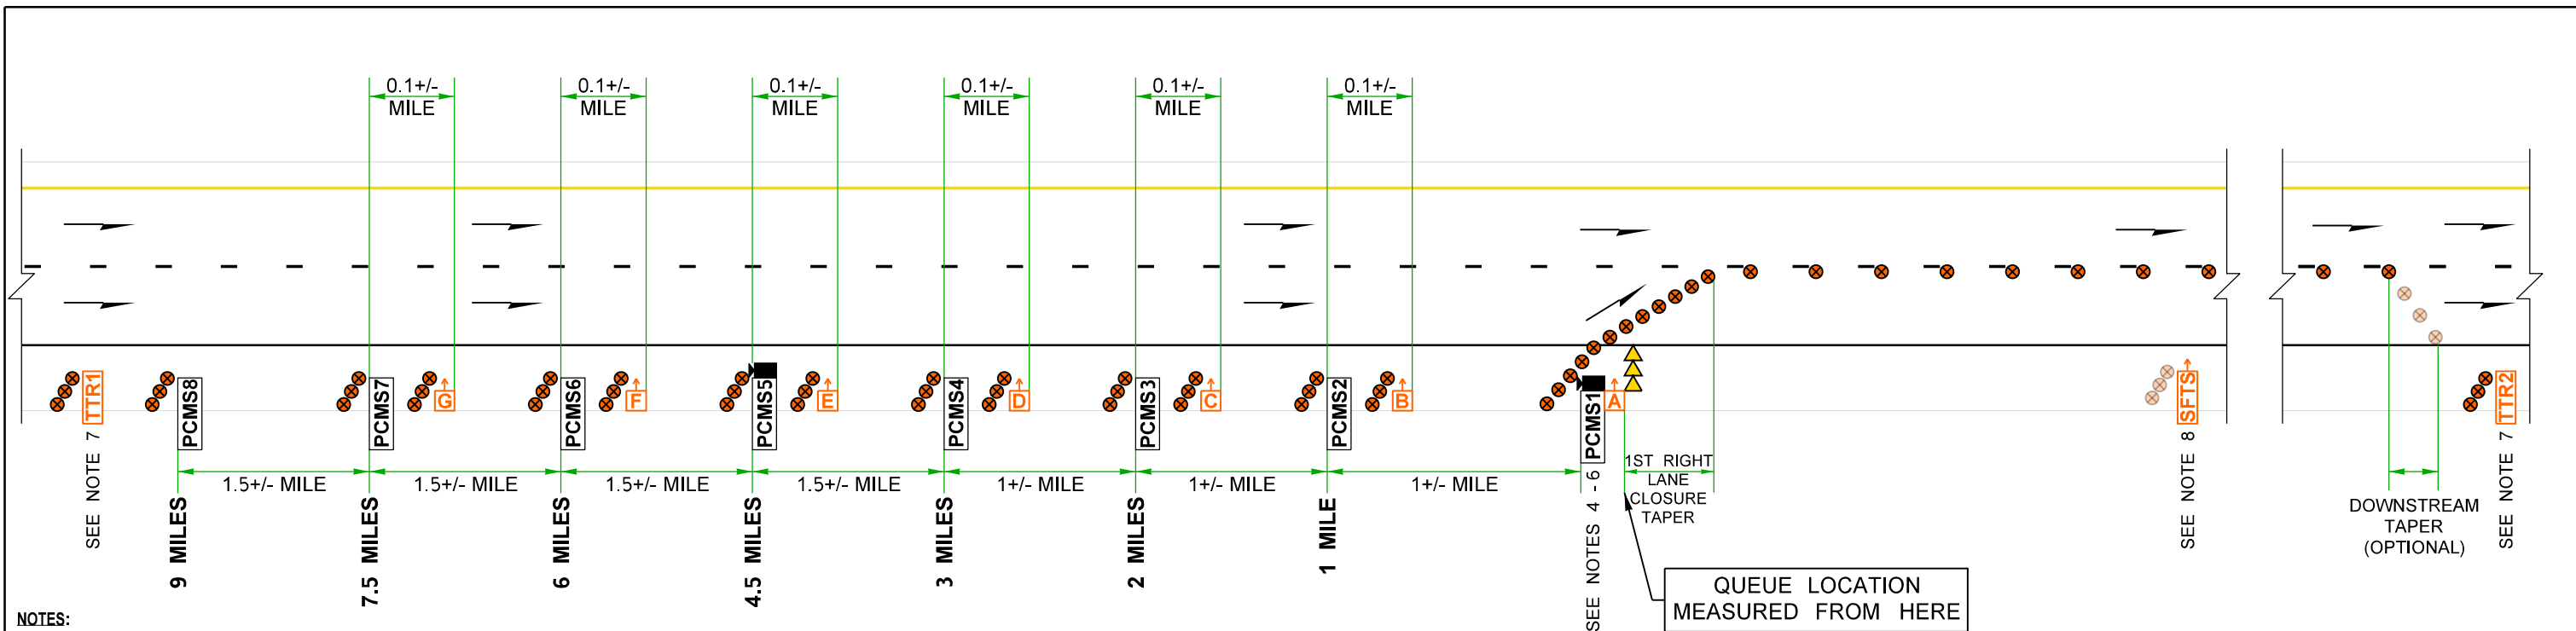 0.1+/-
MILE
0.1+/-
MILE
0.1+/-
MILE
0.1+/-
MILE
0.1+/-
MILE
0.1+/-
MILE
TTR1
PCMS8
PCMS7
G
PCMS6
F
PCMS5
E
PCMS4
D
PCMS3
C
PCMS2
B
PCMS1
A
SFTS
TTR2
SEE NOTE 7
1.5+/- MILE
1.5+/- MILE
1.5+/- MILE
1.5+/- MILE
1+/- MILE
1+/- MILE
1+/- MILE
1ST RIGHT
LANE
CLOSURE
TAPER
9 MILES
7.5 MILES
6 MILES
4.5 MILES
3 MILES
2 MILES
1 MILE
SEE NOTES 4 - 6
SEE NOTE 8
DOWNSTREAM
TAPER
(OPTIONAL)
SEE NOTE 7
QUEUE LOCATION
MEASURED FROM HERE
NOTES: